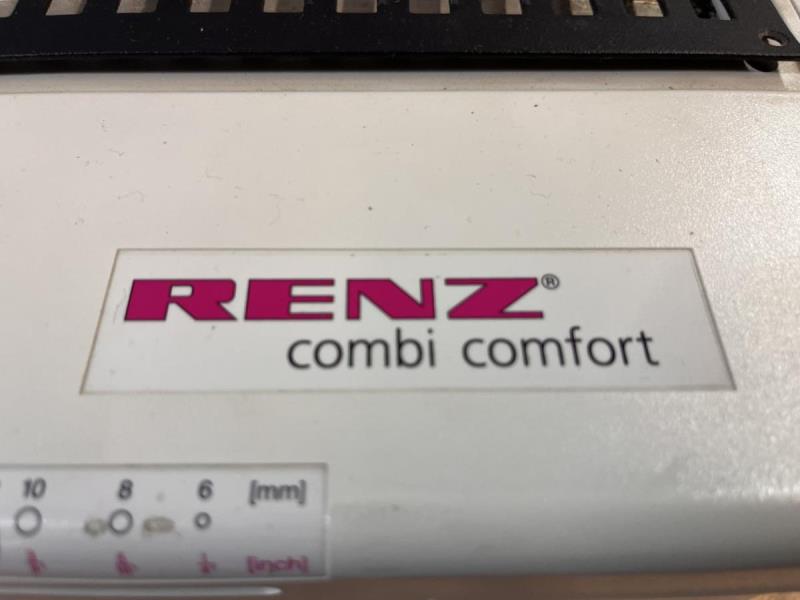 RENZ®
combi comfort
10 8 6 [mm]
[inch]